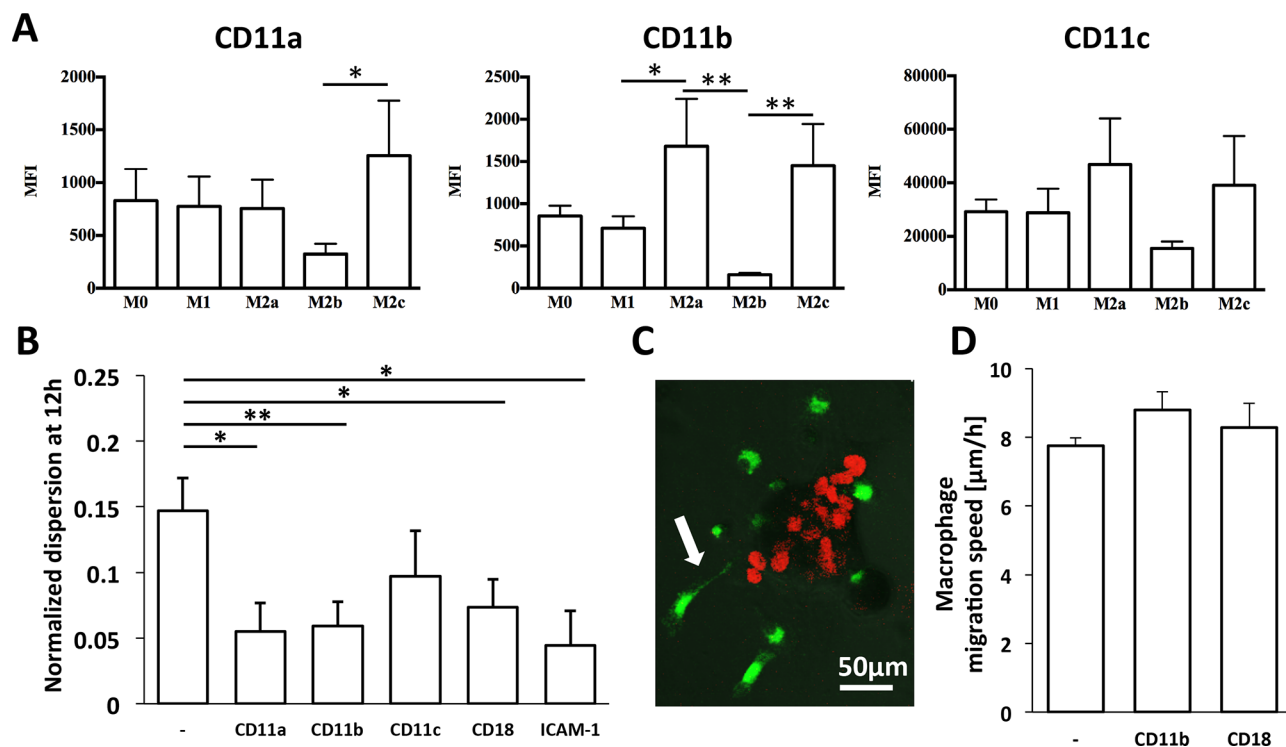 A
CD11a
CD11b
CD11c
MFI
2000
1500
1000
500
0
*
M0 M1 M2a M2b M2c
MFI
2500
2000
1500
1000
500
0
* ** **
M0 M1 M2a M2b M2c
MFI
80000
60000
40000
20000
0
M0 M1 M2a M2b M2c
B
Normalized dispersion at 12h
0.25
0.2
0.15
0.1
0.05
0
*
*
**
*
- CD11a CD11b CD11c CD18 ICAM-1
C
50μm
D
Macrophage
migration speed [μm/h]
10
8
6
4
2
0
- CD11b CD18